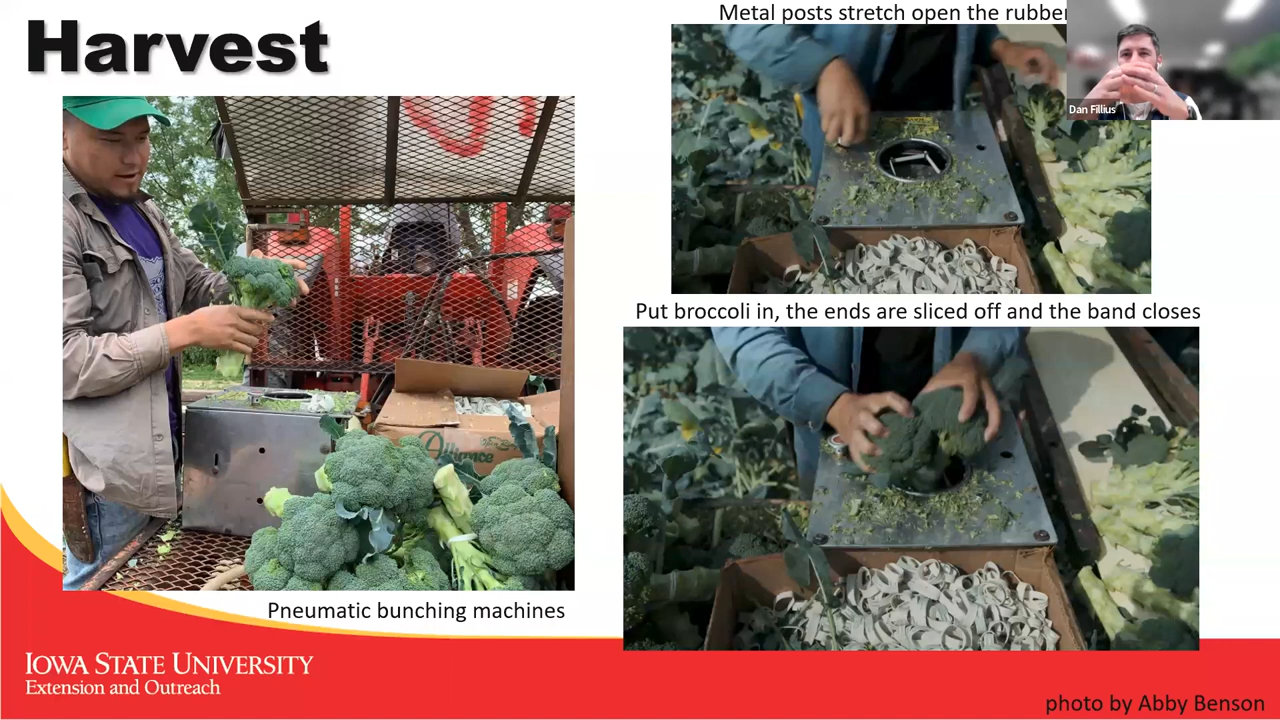 Harvest
Metal posts stretch open the rubber
Dan Fillius
Put broccoli in, the ends are sliced off and the band closes
Alliance
Pneumatic bunching machines
IOWA STATE UNIVERSITY
Extension and Outreach
photo by Abby Benson